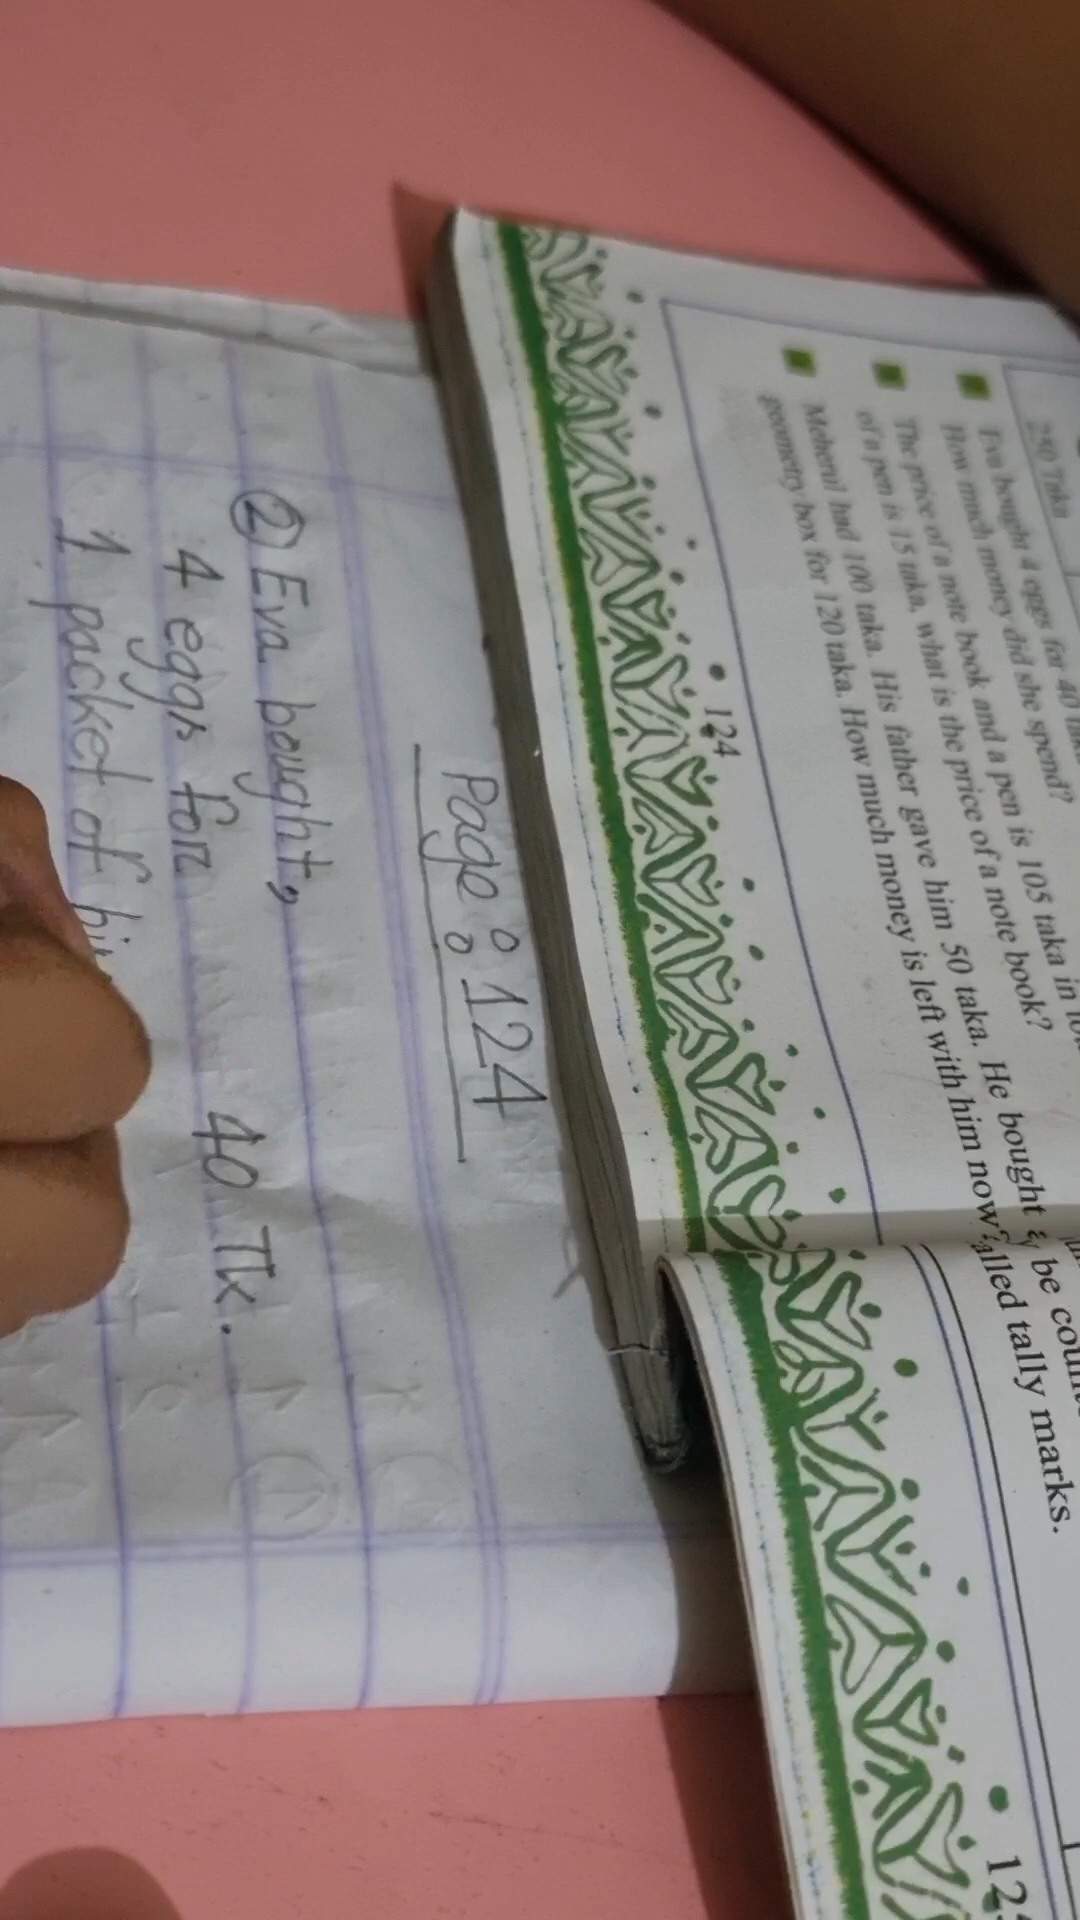 250 Taka
Eva bought 4 eggs for 40
How much money did she spend?
The price of a note book and a pen is 105 taka in
of a pen is 15 taka, what is the price of a note book?
Meherul had 100 taka. His father gave him 50 taka. He bought
geometry box for 120 taka. How much money is left with him now?
124
be
alled tally marks.
Page : 124
② Eva bought,
4 eggs for 40 Tk.
1 packet of